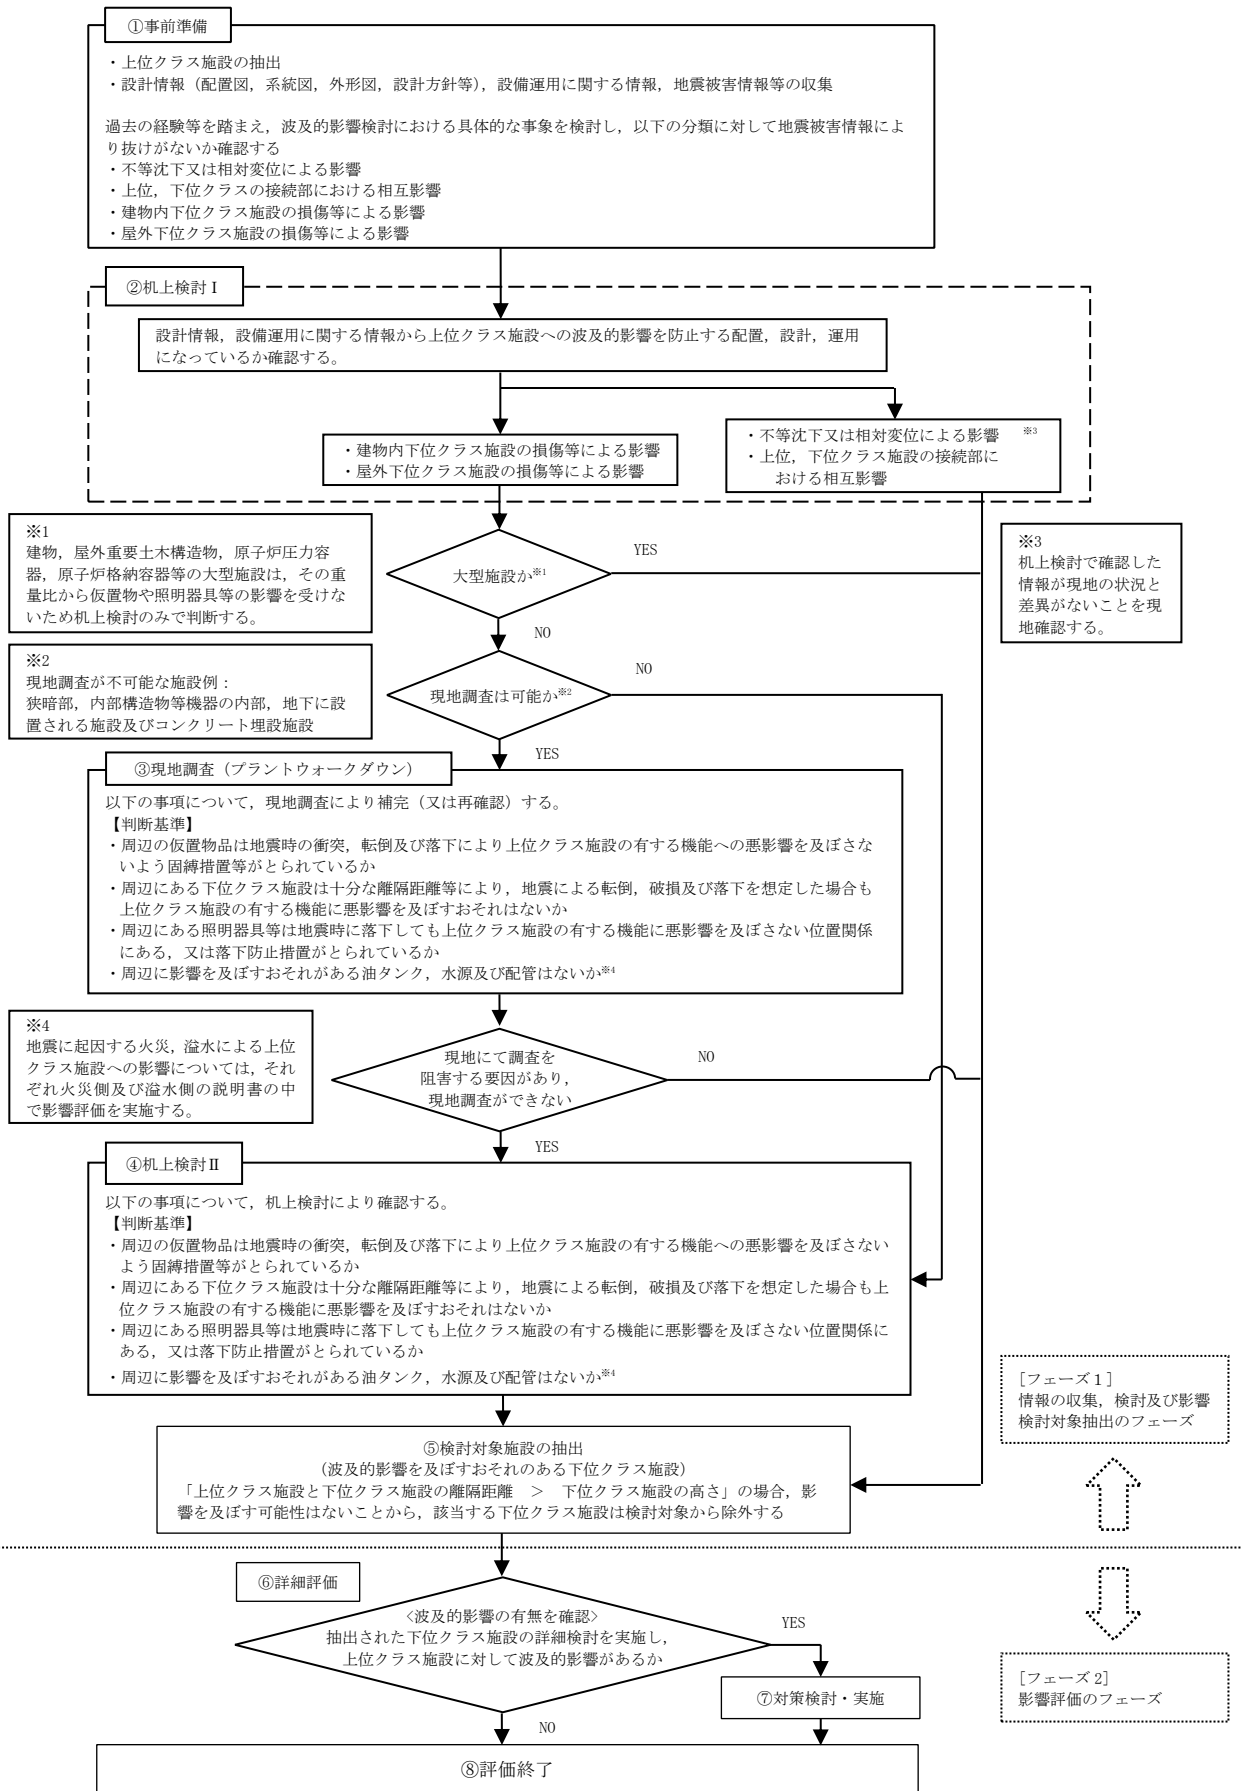 ①事前準備
・上位クラス施設の抽出
・設計情報（配置図，系統図，外形図，設計方針等），設備運用に関する情報，地震被害情報等の収集
過去の経験等を踏まえ，波及的影響検討における具体的な事象を検討し，以下の分類に対して地震被害情報によ
り抜けがないか確認する
・不等沈下又は相対変位による影響
・上位，下位クラスの接続部における相互影響
・建物内下位クラス施設の損傷等による影響
・屋外下位クラス施設の損傷等による影響
②机上検討Ⅰ
設計情報，設備運用に関する情報から上位クラス施設への波及的影響を防止する配置，設計，運用
になっているか確認する。
・建物内下位クラス施設の損傷等による影響
・屋外下位クラス施設の損傷等による影響
・不等沈下又は相対変位による影響 ※3
・上位，下位クラス施設の接続部に
おける相互影響
※1
建物，屋外重要土木構造物，原子炉圧力容
器，原子炉格納容器等の大型施設は，その重
量比から仮置物や照明器具等の影響を受けな
いため机上検討のみで判断する。
大型施設か※1
YES
NO
※3
机上検討で確認した
情報が現地の状況と
差異がないことを現
地確認する。
※2
現地調査が不可能な施設例：
狭暗部，内部構造物等機器の内部，地下に設
置される施設及びコンクリート埋設施設
現地調査は可能か※2
NO
YES
③現地調査（プラントウォークダウン）
以下の事項について，現地調査により補完（又は再確認）する。
【判断基準】
・周辺の仮置物品は地震時の衝突，転倒及び落下により上位クラス施設の有する機能への悪影響を及ぼさな
いよう固縛措置等がとられているか
・周辺にある下位クラス施設は十分な離隔距離等により，地震による転倒，破損及び落下を想定した場合も
上位クラス施設の有する機能に悪影響を及ぼすおそれはないか
・周辺にある照明器具等は地震時に落下しても上位クラス施設の有する機能に悪影響を及ぼさない位置関係
にある，又は落下防止措置がとられているか
・周辺に影響を及ぼすおそれがある油タンク，水源及び配管はないか※4
※4
地震に起因する火災，溢水による上位
クラス施設への影響については，それ
ぞれ火災側及び溢水側の説明書の中
で影響評価を実施する。
現地にて調査を
阻害する要因があり，
現地調査ができない
NO
YES
④机上検討Ⅱ
以下の事項について，机上検討により確認する。
【判断基準】
・周辺の仮置物品は地震時の衝突，転倒及び落下により上位クラス施設の有する機能への悪影響を及ぼさない
よう固縛措置等がとられているか
・周辺にある下位クラス施設は十分な離隔距離等により，地震による転倒，破損及び落下を想定した場合も上
位クラス施設の有する機能に悪影響を及ぼすおそれはないか
・周辺にある照明器具等は地震時に落下しても上位クラス施設の有する機能に悪影響を及ぼさない位置関係に
ある，又は落下防止措置がとられているか
・周辺に影響を及ぼすおそれがある油タンク，水源及び配管はないか※4
⑤検討対象施設の抽出
（波及的影響を及ぼすおそれのある下位クラス施設）
「上位クラス施設と下位クラス施設の離隔距離　＞　下位クラス施設の高さ」の場合，影
響を及ぼす可能性はないことから，該当する下位クラス施設は検討対象から除外する
[フェーズ1]
情報の収集，検討及び影響
検討対象抽出のフェーズ
⑥詳細評価
<波及的影響の有無を確認>
抽出された下位クラス施設の詳細検討を実施し，
上位クラス施設に対して波及的影響があるか
YES
NO
⑦対策検討・実施
[フェーズ2]
影響評価のフェーズ
⑧評価終了